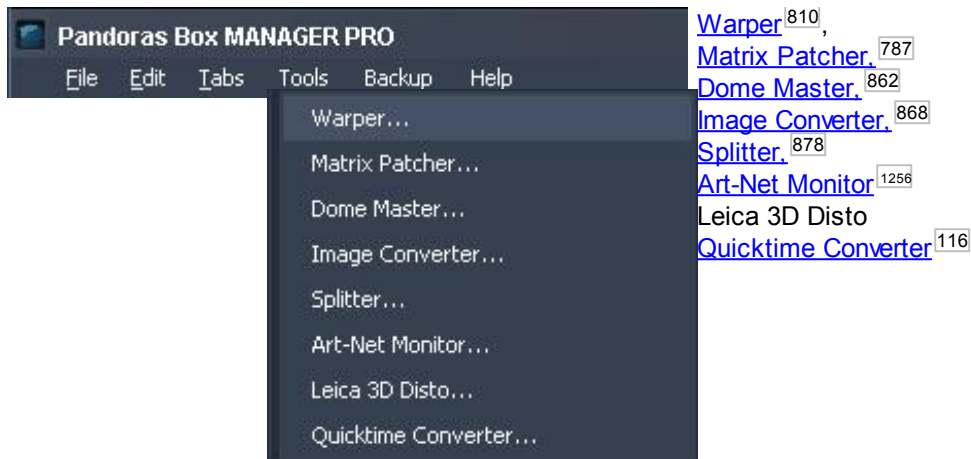 Pandoras Box MANAGER PRO
File Edit Tabs Tools Backup Help
Warper...
Matrix Patcher...
Dome Master...
Image Converter...
Splitter...
Art-Net Monitor...
Leica 3D Disto...
Quicktime Converter...
Warper 810,
Matrix Patcher, 787
Dome Master, 862
Image Converter, 868
Splitter, 878
Art-Net Monitor 1256
Leica 3D Disto
Quicktime Converter 116